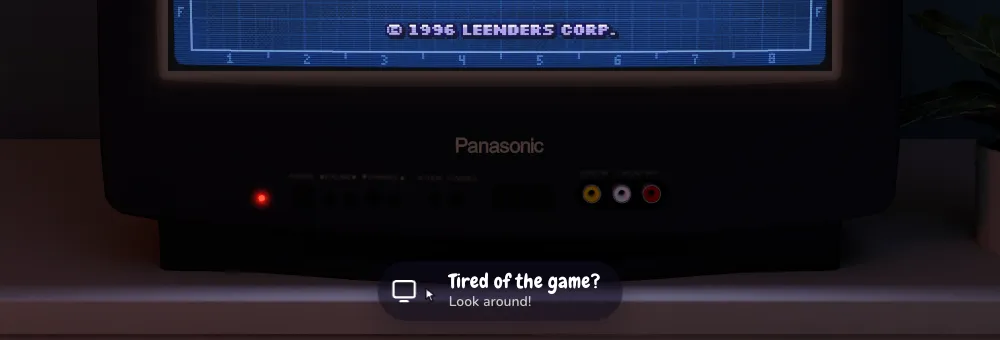 F F
© 1996 LEENDERS CORP.
1 2 3 4 5 6 7 8
Panasonic
Tired of the game?
Look around!